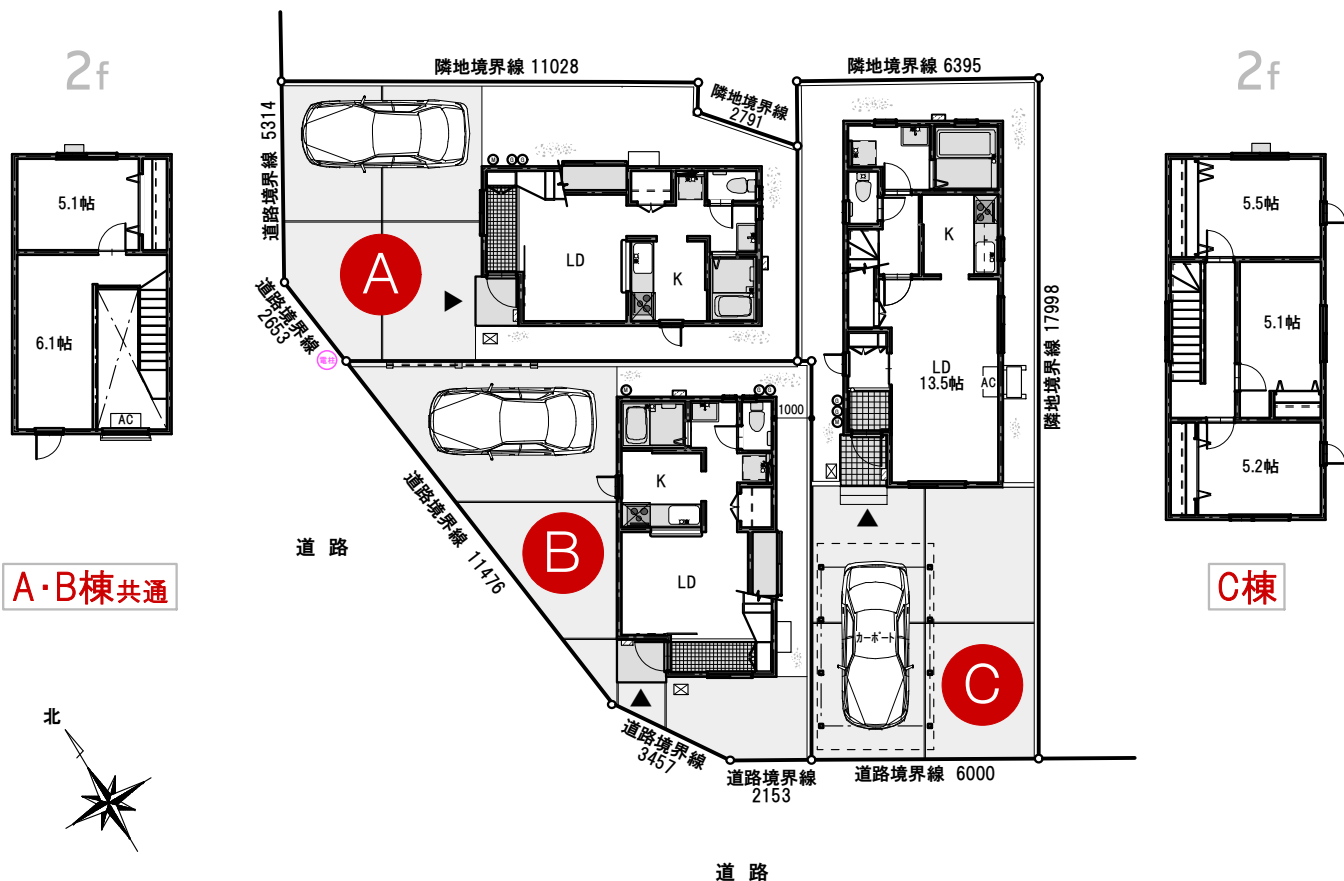 2f
5.1帖
6.1帖
AC
A・B棟共通
北
隣地境界線 11028
隣地境界線
2791
道路境界線 5314
道路境界線
2653
電柱
A
LD
K
M
G
G
道路境界線 11476
B
K
LD
M
G
G
1000
道路境界線
3457
道路境界線
2153
道路
道路
隣地境界線 6395
隣地境界線 17998
K
LD
13.5帖
AC
G
G
M
カーポート
C
道路境界線 6000
2f
5.5帖
5.1帖
5.2帖
C棟